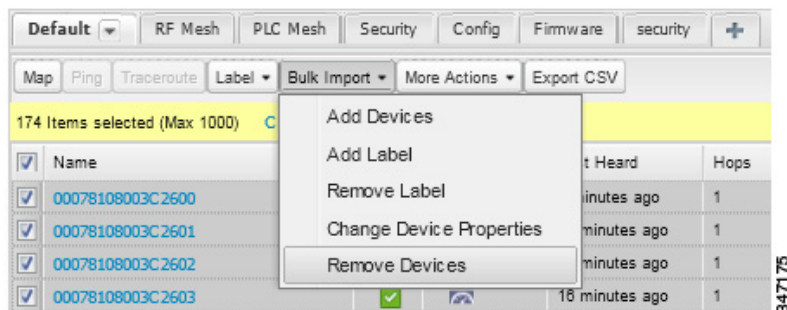 Default RF Mesh PLC Mesh Security Config Firmware security
Map Ping Traceroute Label Bulk Import More Actions Export CSV
174 Items selected (Max 1000) C
Add Devices
Add Label
Remove Label
Change Device Properties
Remove Devices
Name t Heard Hops
00078108003C2600 minutes ago 1
00078108003C2601 minutes ago 1
00078108003C2602 minutes ago 1
00078108003C2603 16 minutes ago 1
347175